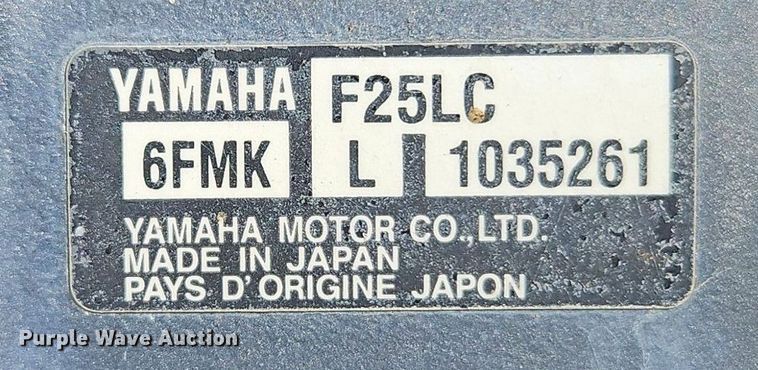 YAMAHA F25LC
6FMK L 1035261
YAMAHA MOTOR CO.,LTD.
MADE IN JAPAN
PAYS D'ORIGINE JAPON
Purple Wave Auction